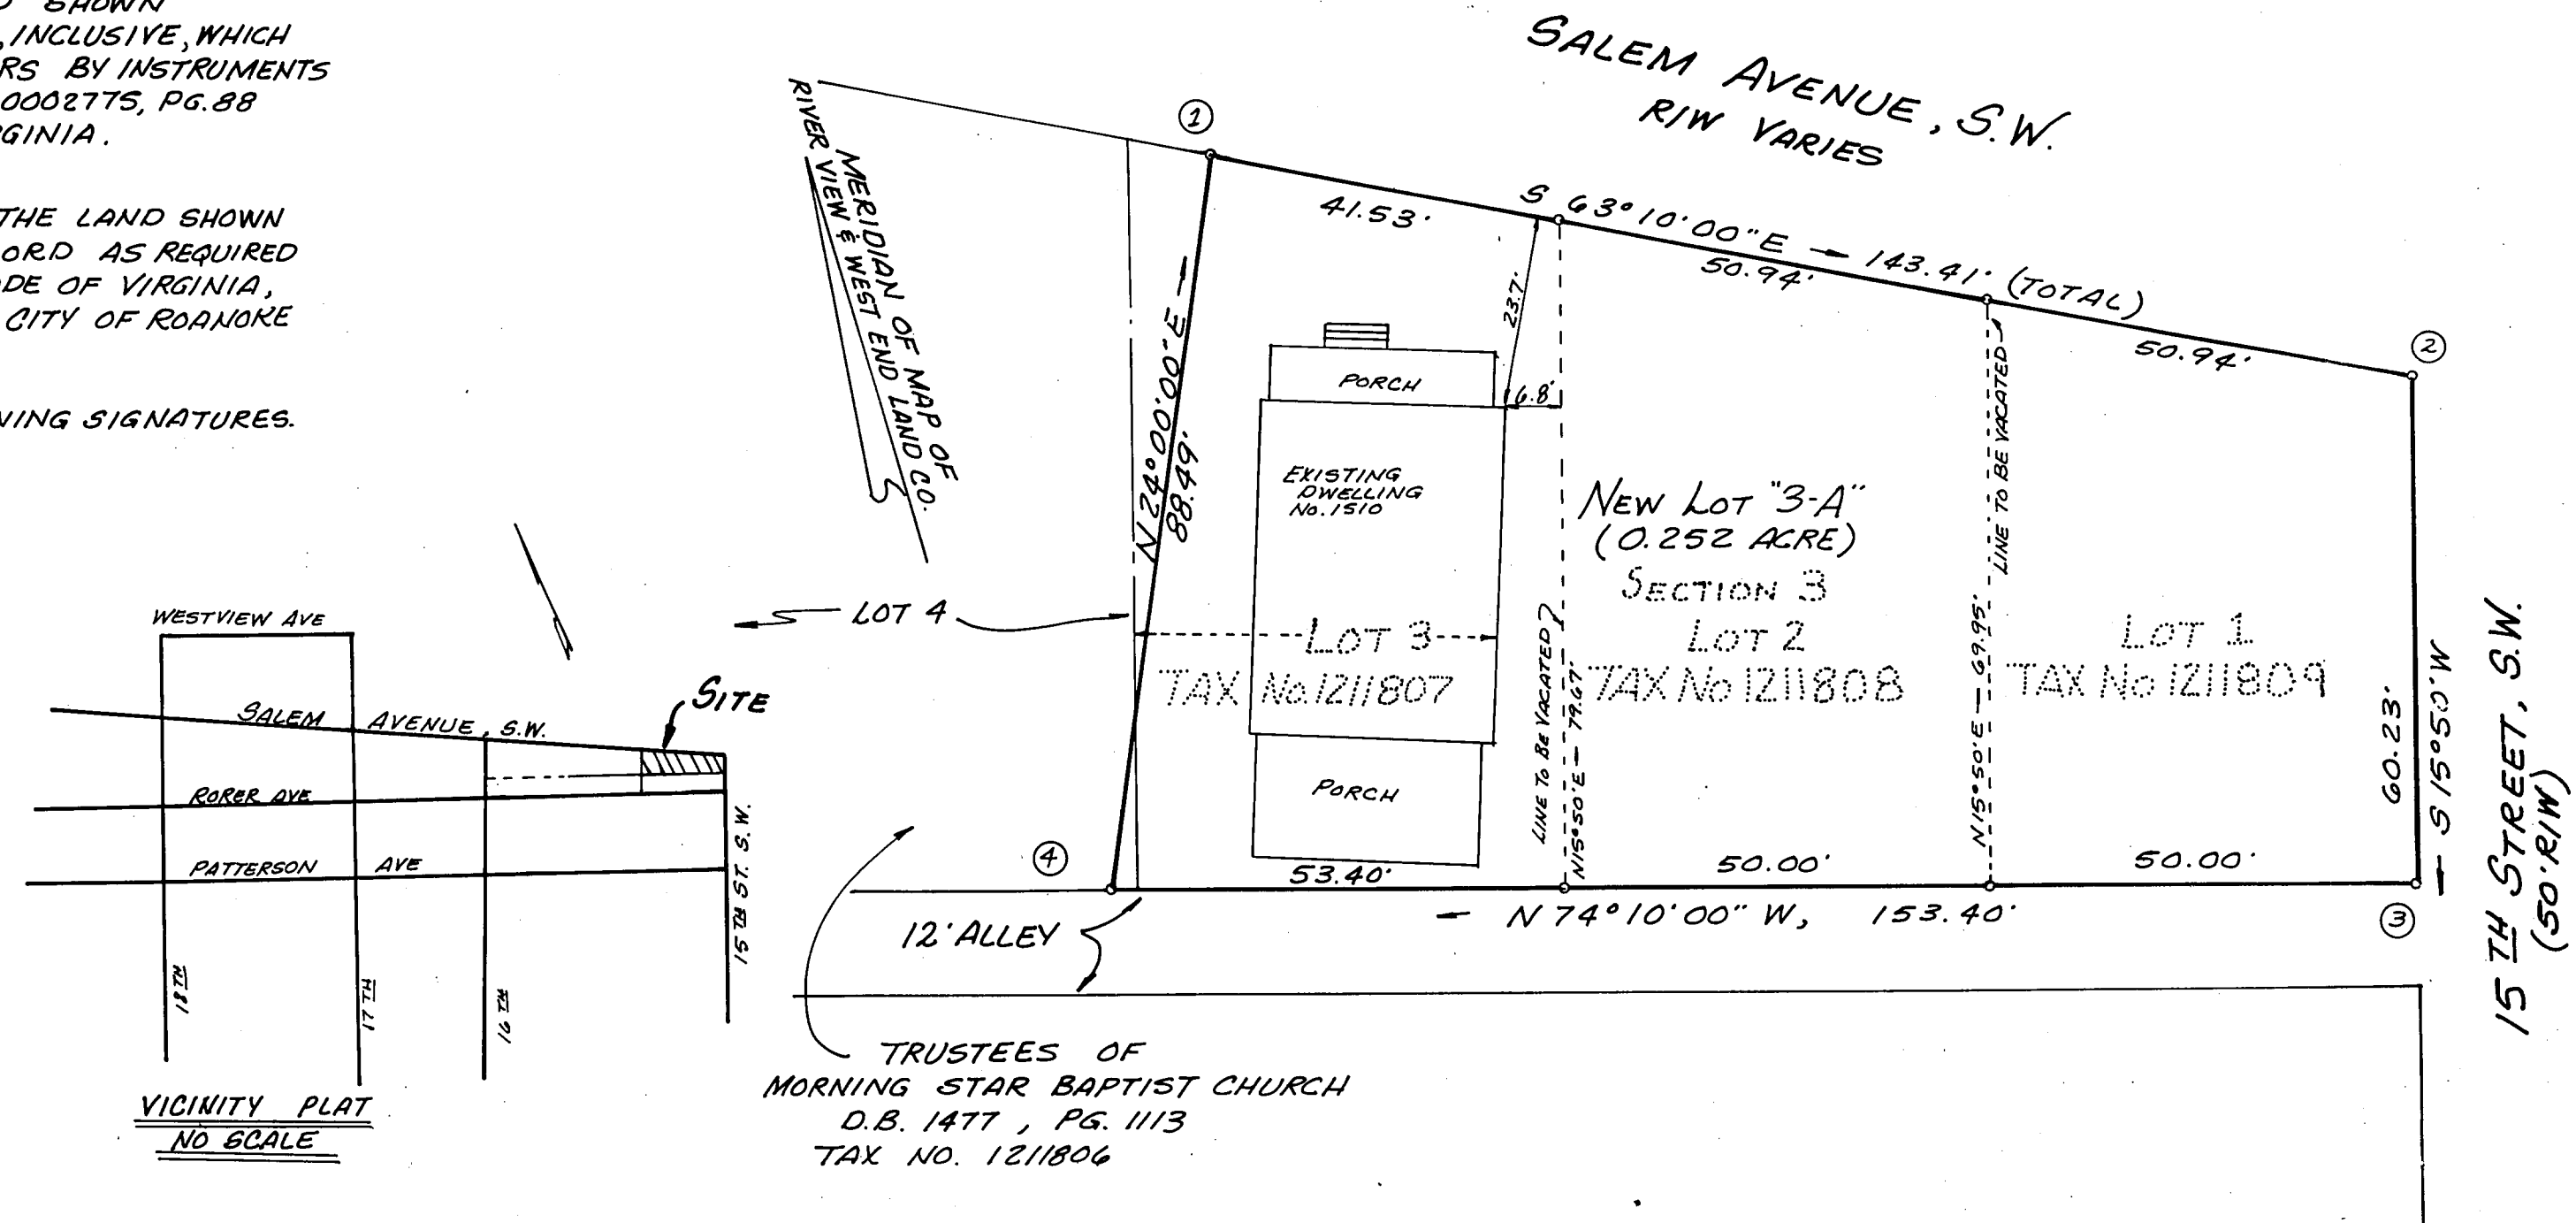 SHOWN
, INCLUSIVE, WHICH
RS BY INSTRUMENTS
0002775, PG. 88
GINIA.
THE LAND SHOWN
ORD AS REQUIRED
DE OF VIRGINIA,
CITY OF ROANOKE
NING SIGNATURES.
SALEM AVENUE, S.W.
R/W VARIES
MERIDIAN OF MAP OF
RIVER VIEW & WEST END LAND CO.
1
41.53'
S 63° 10' 00" E → 143.41' (TOTAL)
50.94'
50.94'
2
N 24° 00' 00" E →
88.49'
23.7'
6.8'
PORCH
EXISTING
DWELLING
No. 1510
PORCH
LINE TO BE VACATED
N15°50'E — 79.67'
LINE TO BE VACATED
N15°50'E — 69.95'
NEW LOT "3-A"
(0.252 ACRE)
SECTION 3
LOT 4
LOT 3
TAX No. 1211807
LOT 2
TAX No 1211808
LOT 1
TAX No 1211809
60.23'
← S 15°50' W
15TH STREET, S.W.
(50' R/W)
4
53.40'
50.00'
50.00'
3
← N 74° 10' 00" W, 153.40'
12' ALLEY
TRUSTEES OF
MORNING STAR BAPTIST CHURCH
D.B. 1477, PG. 1113
TAX NO. 1211806
WESTVIEW AVE
SALEM AVENUE, S.W.
SITE
RORER AVE
PATTERSON AVE
18TH
17TH
16TH
15TH ST. S.W.
VICINITY PLAT
NO SCALE